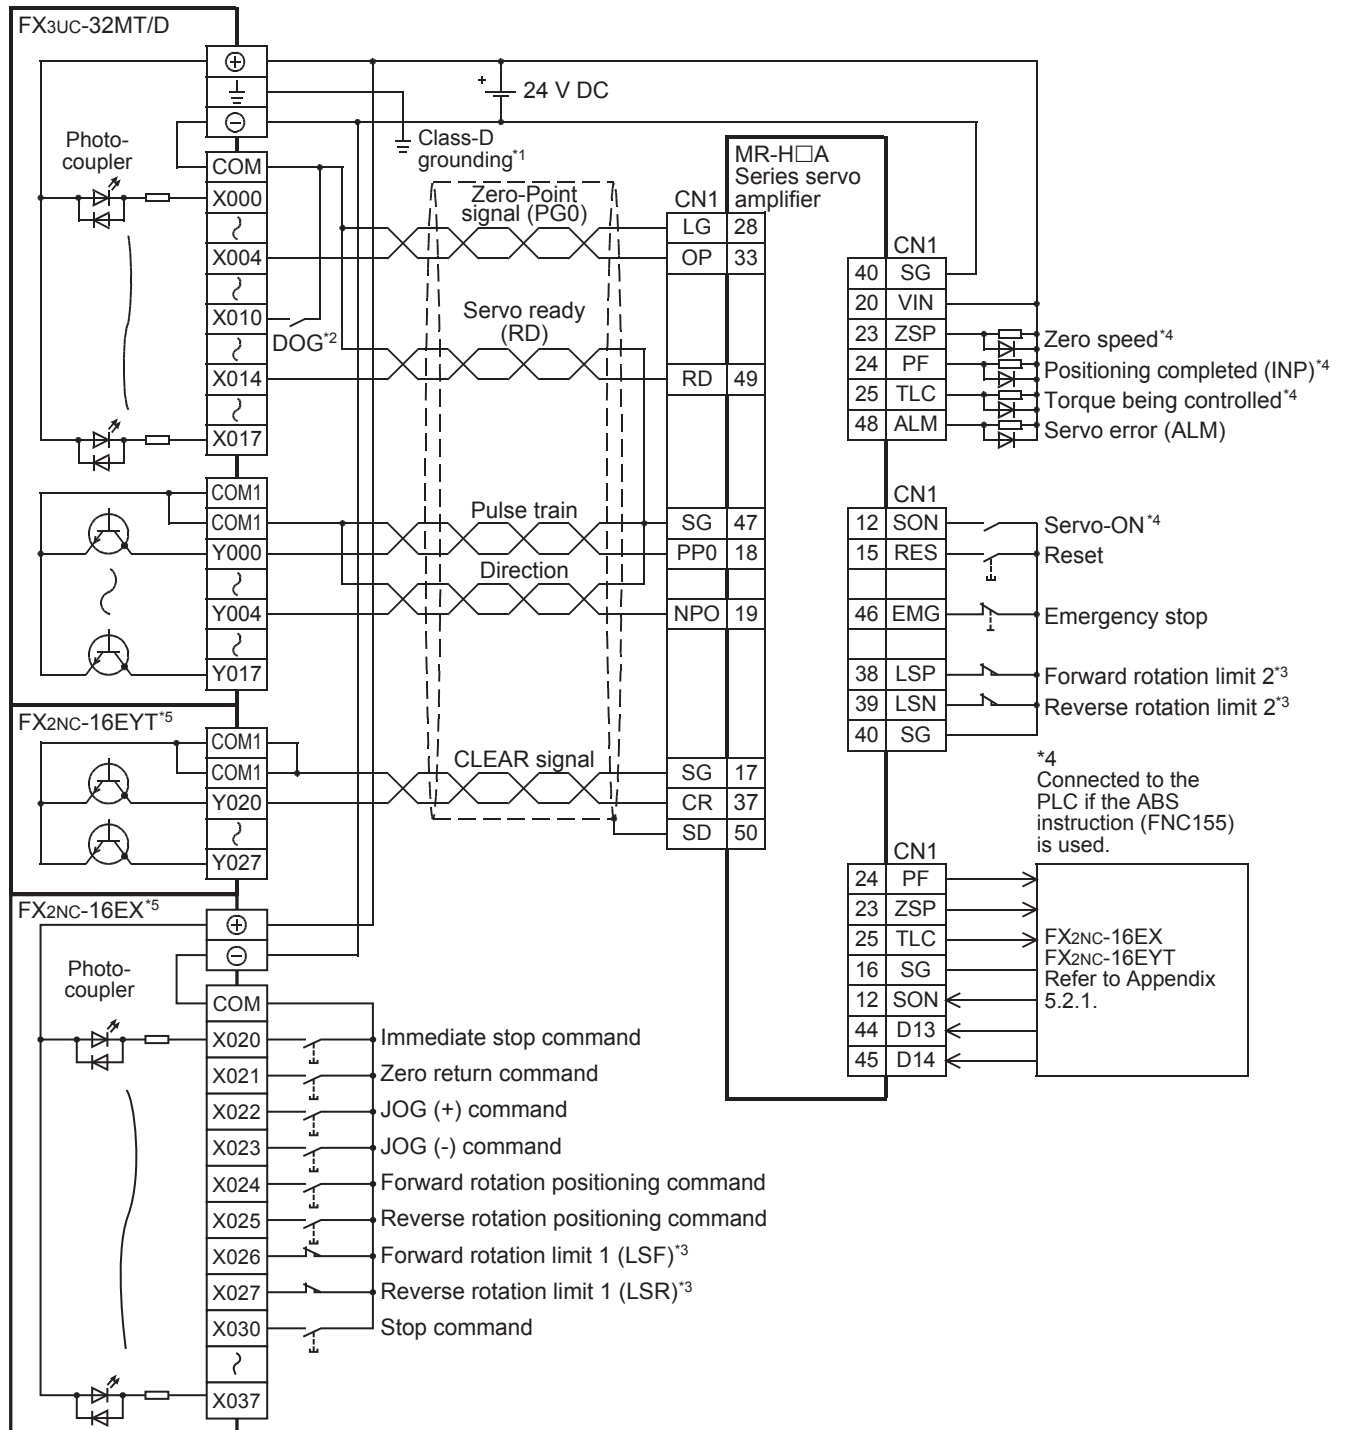 FX3UC-32MT/D
24 V DC
Photo-
coupler
Class-D
grounding*1
COM
X000
X004
X010
X014
X017
DOG*2
Zero-Point
signal (PG0)
Servo ready
(RD)
COM1
COM1
Y000
Y004
Y017
Pulse train
Direction
FX2NC-16EYT*5
COM1
COM1
Y020
Y027
CLEAR signal
MR-H□A
Series servo
amplifier
CN1
LG 28
OP 33
RD 49
SG 47
PP0 18
NPO 19
SG 17
CR 37
SD 50
CN1
40 SG
20 VIN
23 ZSP Zero speed*4
24 PF Positioning completed (INP)*4
25 TLC Torque being controlled*4
48 ALM Servo error (ALM)
CN1
12 SON Servo-ON*4
15 RES Reset
46 EMG Emergency stop
38 LSP Forward rotation limit 2*3
39 LSN Reverse rotation limit 2*3
40 SG
*4
Connected to the
PLC if the ABS
instruction (FNC155)
is used.
CN1
24 PF
23 ZSP
25 TLC
16 SG
12 SON
44 D13
45 D14
FX2NC-16EX
FX2NC-16EYT
Refer to Appendix
5.2.1.
FX2NC-16EX*5
Photo-
coupler
COM
X020 Immediate stop command
X021 Zero return command
X022 JOG (+) command
X023 JOG (-) command
X024 Forward rotation positioning command
X025 Reverse rotation positioning command
X026 Forward rotation limit 1 (LSF)*3
X027 Reverse rotation limit 1 (LSR)*3
X030 Stop command
X037